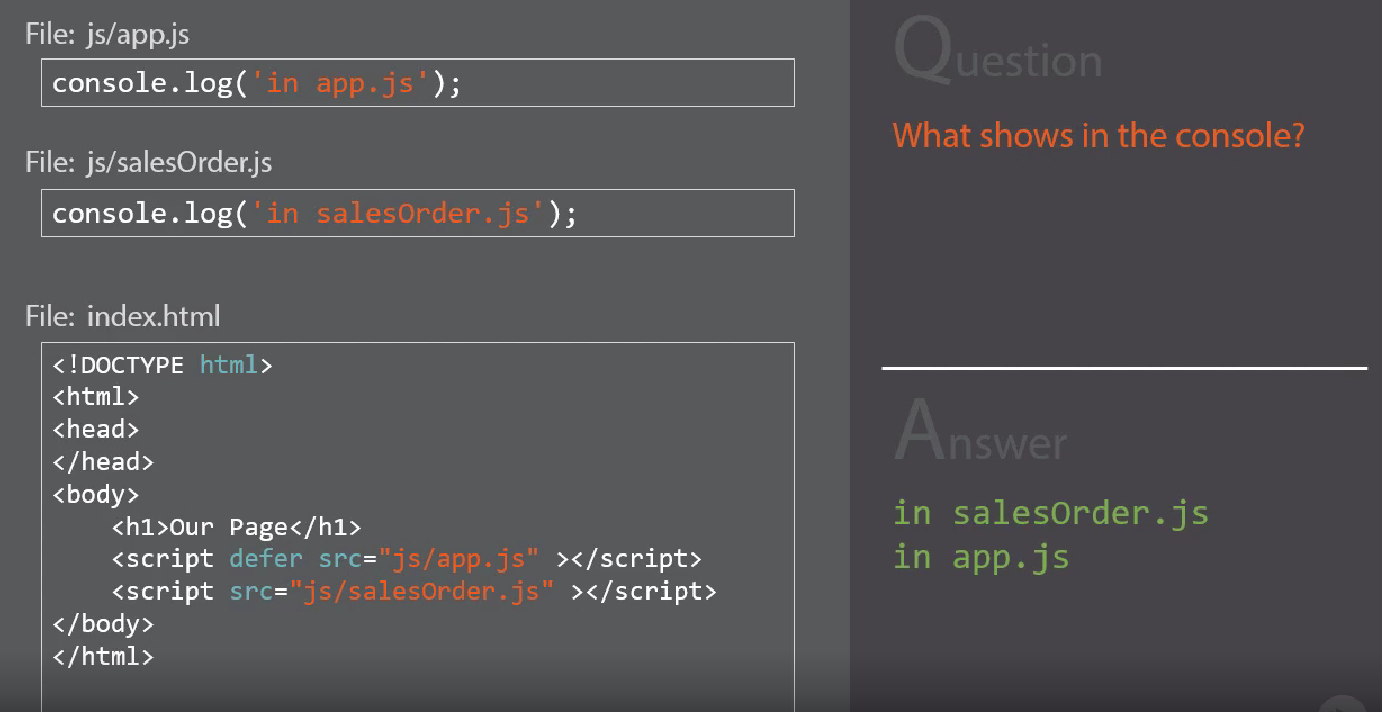 File: js/app.js
console.log('in app.js');
File: js/salesOrder.js
console.log('in salesOrder.js');
File: index.html
<!DOCTYPE html>
<html>
<head>
</head>
<body>
    <h1>Our Page</h1>
    <script defer src="js/app.js" ></script>
    <script src="js/salesOrder.js" ></script>
</body>
</html>
Question
What shows in the console?
Answer
in salesOrder.js
in app.js